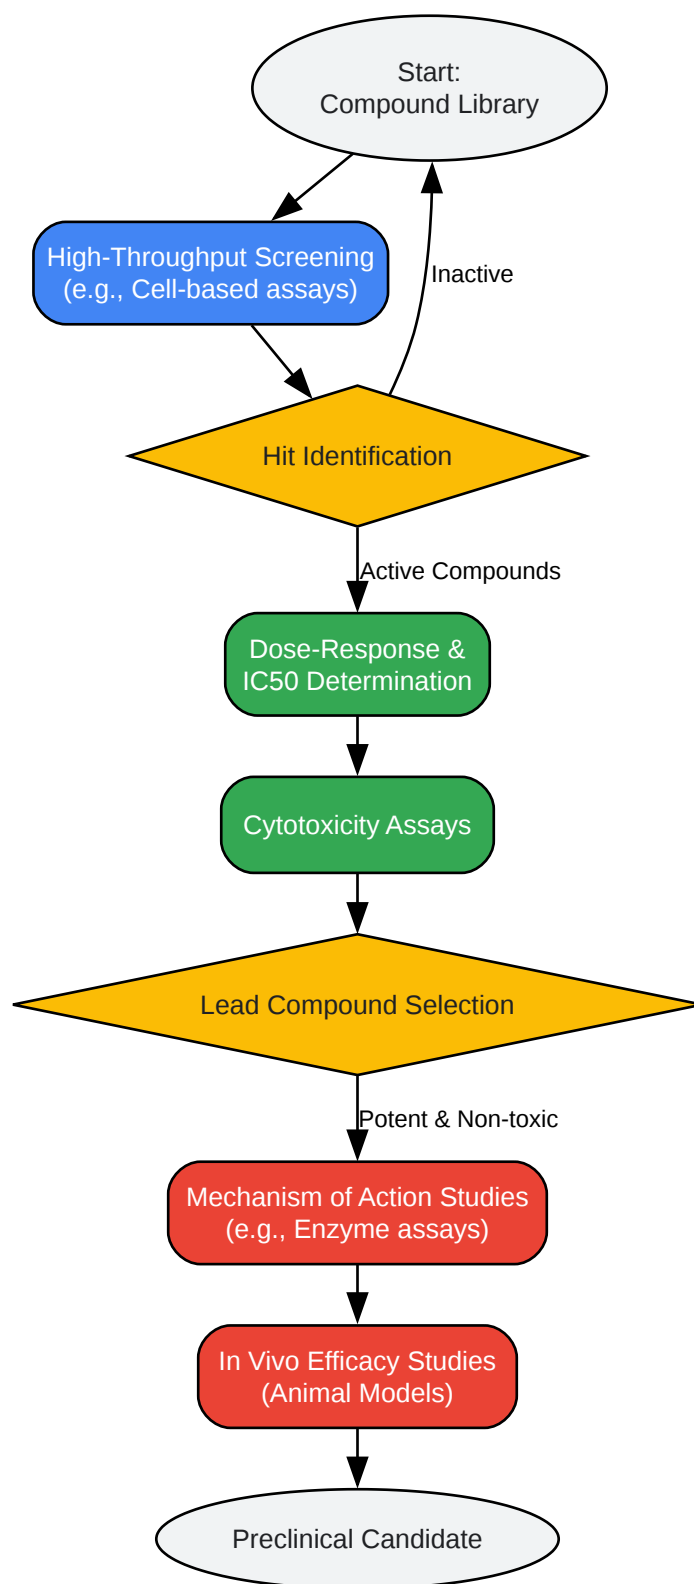 Start:
Compound Library
High-Throughput Screening
(e.g., Cell-based assays)
Inactive
Hit Identification
Active Compounds
Dose-Response &
IC50 Determination
Cytotoxicity Assays
Lead Compound Selection
Potent & Non-toxic
Mechanism of Action Studies
(e.g., Enzyme assays)
In Vivo Efficacy Studies
(Animal Models)
Preclinical Candidate